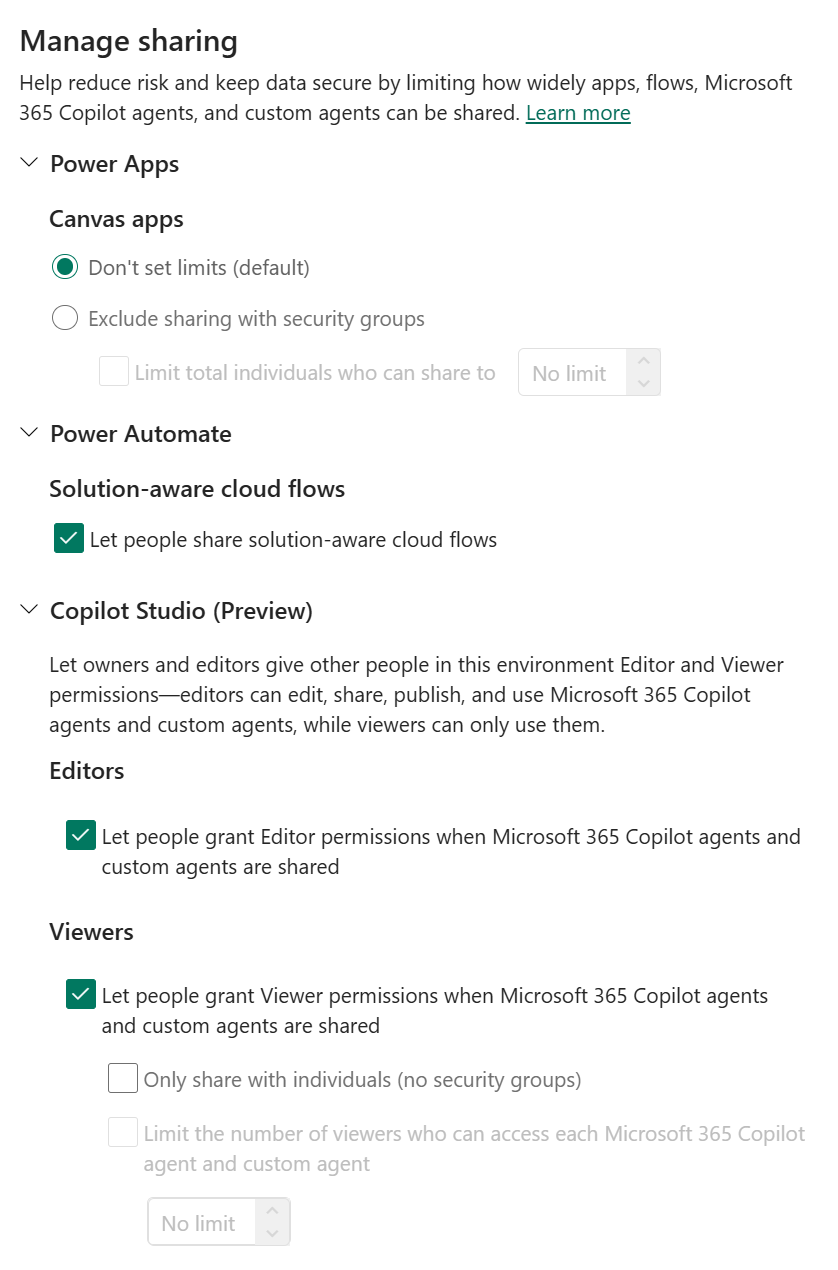 Manage sharing
Help reduce risk and keep data secure by limiting how widely apps, flows, Microsoft
365 Copilot agents, and custom agents can be shared. Learn more
Power Apps
Canvas apps
Don't set limits (default)
Exclude sharing with security groups
Limit total individuals who can share to No limit
Power Automate
Solution-aware cloud flows
Let people share solution-aware cloud flows
Copilot Studio (Preview)
Let owners and editors give other people in this environment Editor and Viewer
permissions—editors can edit, share, publish, and use Microsoft 365 Copilot
agents and custom agents, while viewers can only use them.
Editors
Let people grant Editor permissions when Microsoft 365 Copilot agents and
custom agents are shared
Viewers
Let people grant Viewer permissions when Microsoft 365 Copilot agents
and custom agents are shared
Only share with individuals (no security groups)
Limit the number of viewers who can access each Microsoft 365 Copilot
agent and custom agent
No limit